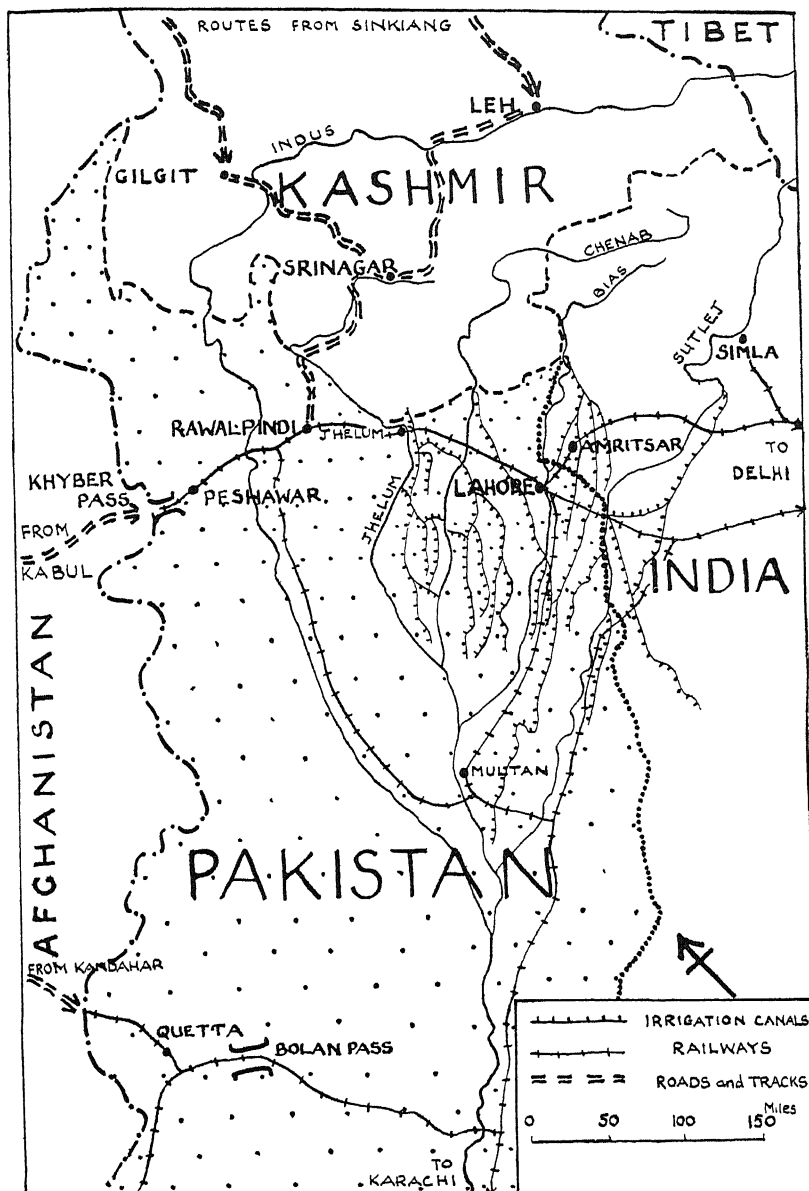 ROUTES FROM SINKIANG
TIBET
LEH
INDUS
GILGIT
KASHMIR
CHENAB
SRINAGAR
BIAS
SUTLEJ
SIMLA
RAWALPINDI
JHELUM
AMRITSAR
TO
DELHI
KHYBER
PASS
PESHAWAR.
LAHORE
JHELUM
FROM
KABUL
INDIA
AFGHANISTAN
MULTAN
PAKISTAN
FROM KANDAHAR
QUETTA
BOLAN PASS
IRRIGATION CANALS
RAILWAYS
ROADS and TRACKS
Miles
0 50 100 150
TO
KARACHI